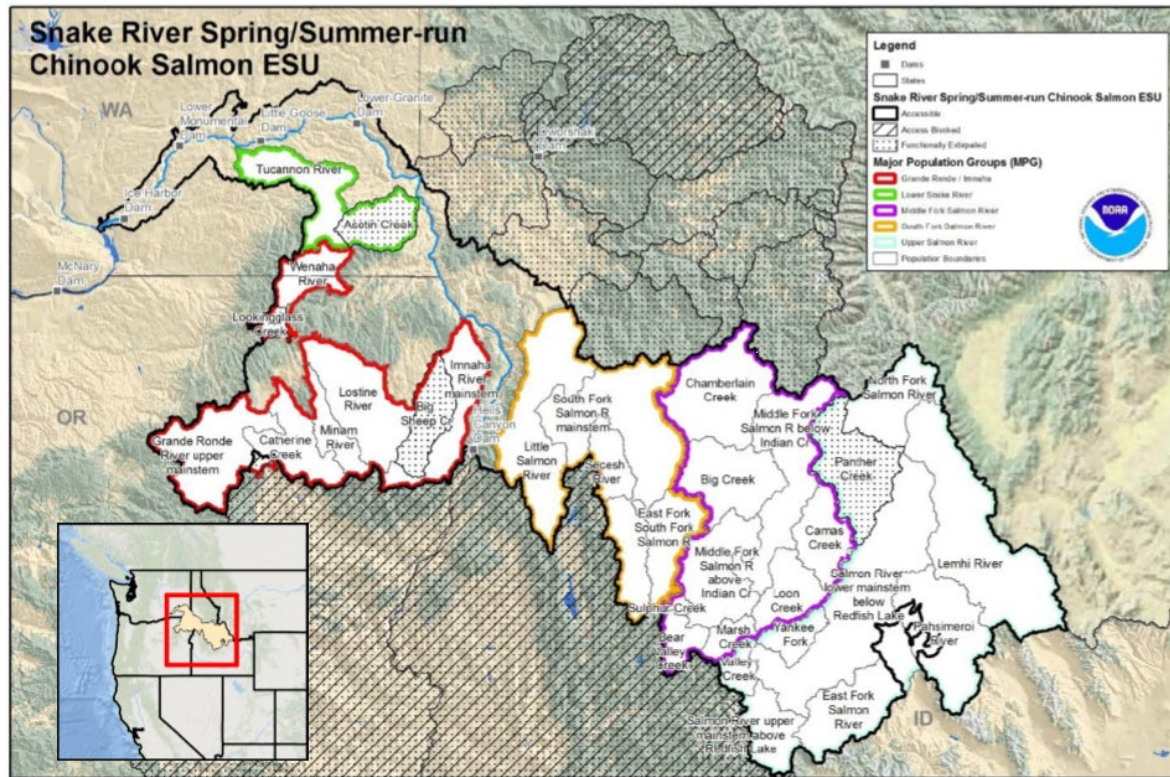 Snake River Spring/Summer-run
Chinook Salmon ESU
Legend
Dams
States
Snake River Spring/Summer-run Chinook Salmon ESU
Accessible
Access Blocked
Functionally Extirpated
Major Population Groups (MPG)
Grande Ronde / Imnaha
Lower Snake River
Middle Fork Salmon River
South Fork Salmon River
Upper Salmon River
Population Boundaries
NOAA
WA
Lower
Monumental
Dam
Little Goose
Dam
Lower Granite
Dam
Dworshak
Dam
Ice Harbor
Dam
McNary
Dam
Tucannon River
Asotin Creek
Wenaha
River
Lookingglass
Creek
OR
Grande Ronde
River upper
mainstem
Catherine
Creek
Minam
River
Lostine
River
Big
Sheep Cr
Imnaha
River
mainstem
Hells
Canyon
Dam
Little
Salmon
River
South Fork
Salmon R
mainstem
Secesh
River
East Fork
South Fork
Salmon R
Chamberlain
Creek
Middle Fork
Salmon R below
Indian Cr
Big Creek
Middle Fork
Salmon R
above
Indian Cr
Camas
Creek
Loon
Creek
Sulphur Creek
Bear
Valley
Creek
Marsh
Creek
North Fork
Salmon River
Panther
Creek
Lemhi River
Salmon River
lower mainstem
below
Redfish Lake
Pahsimeroi
River
Yankee
Fork
Valley
Creek
East Fork
Salmon
River
Salmon River upper
mainstem above
Redfish Lake
ID